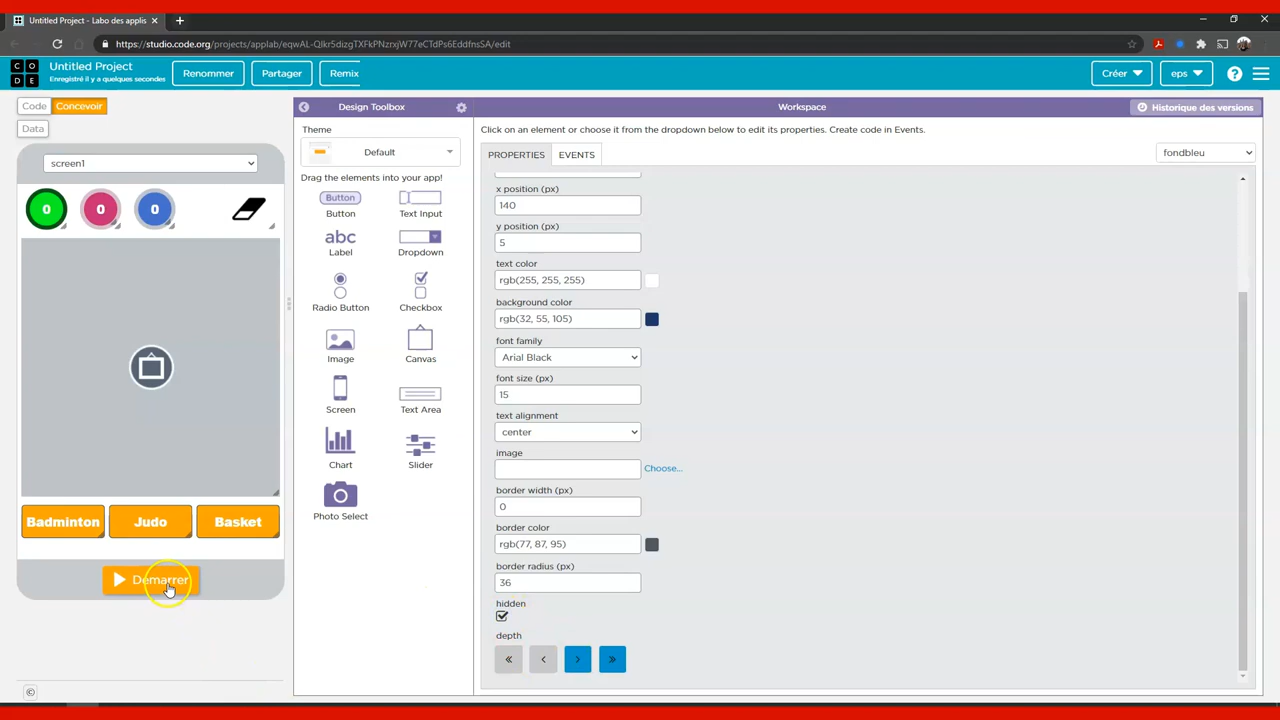 Untitled Project - Labo des applis
https://studio.code.org/projects/applab/eqwAL-QIkr5dizgTXFkPNzrxjW77eCTdPs6EddfnsSA/edit
C O D E
Untitled Project
Enregistré il y a quelques secondes
Renommer
Partager
Remix
Créer
eps
?
Code
Concevoir
Data
Design Toolbox
Workspace
Historique des versions
screen1
0
0
0
Badminton
Judo
Basket
Démarrer
©
Theme
Default
Drag the elements into your app!
Button
Button
Text Input
abc
Label
Dropdown
Radio Button
Checkbox
Image
Canvas
Screen
Text Area
Chart
Slider
Photo Select
Click on an element or choose it from the dropdown below to edit its properties. Create code in Events.
PROPERTIES
EVENTS
fondbleu
x position (px)
140
y position (px)
5
text color
rgb(255, 255, 255)
background color
rgb(32, 55, 105)
font family
Arial Black
font size (px)
15
text alignment
center
image
Choose...
border width (px)
0
border color
rgb(77, 87, 95)
border radius (px)
36
hidden
depth